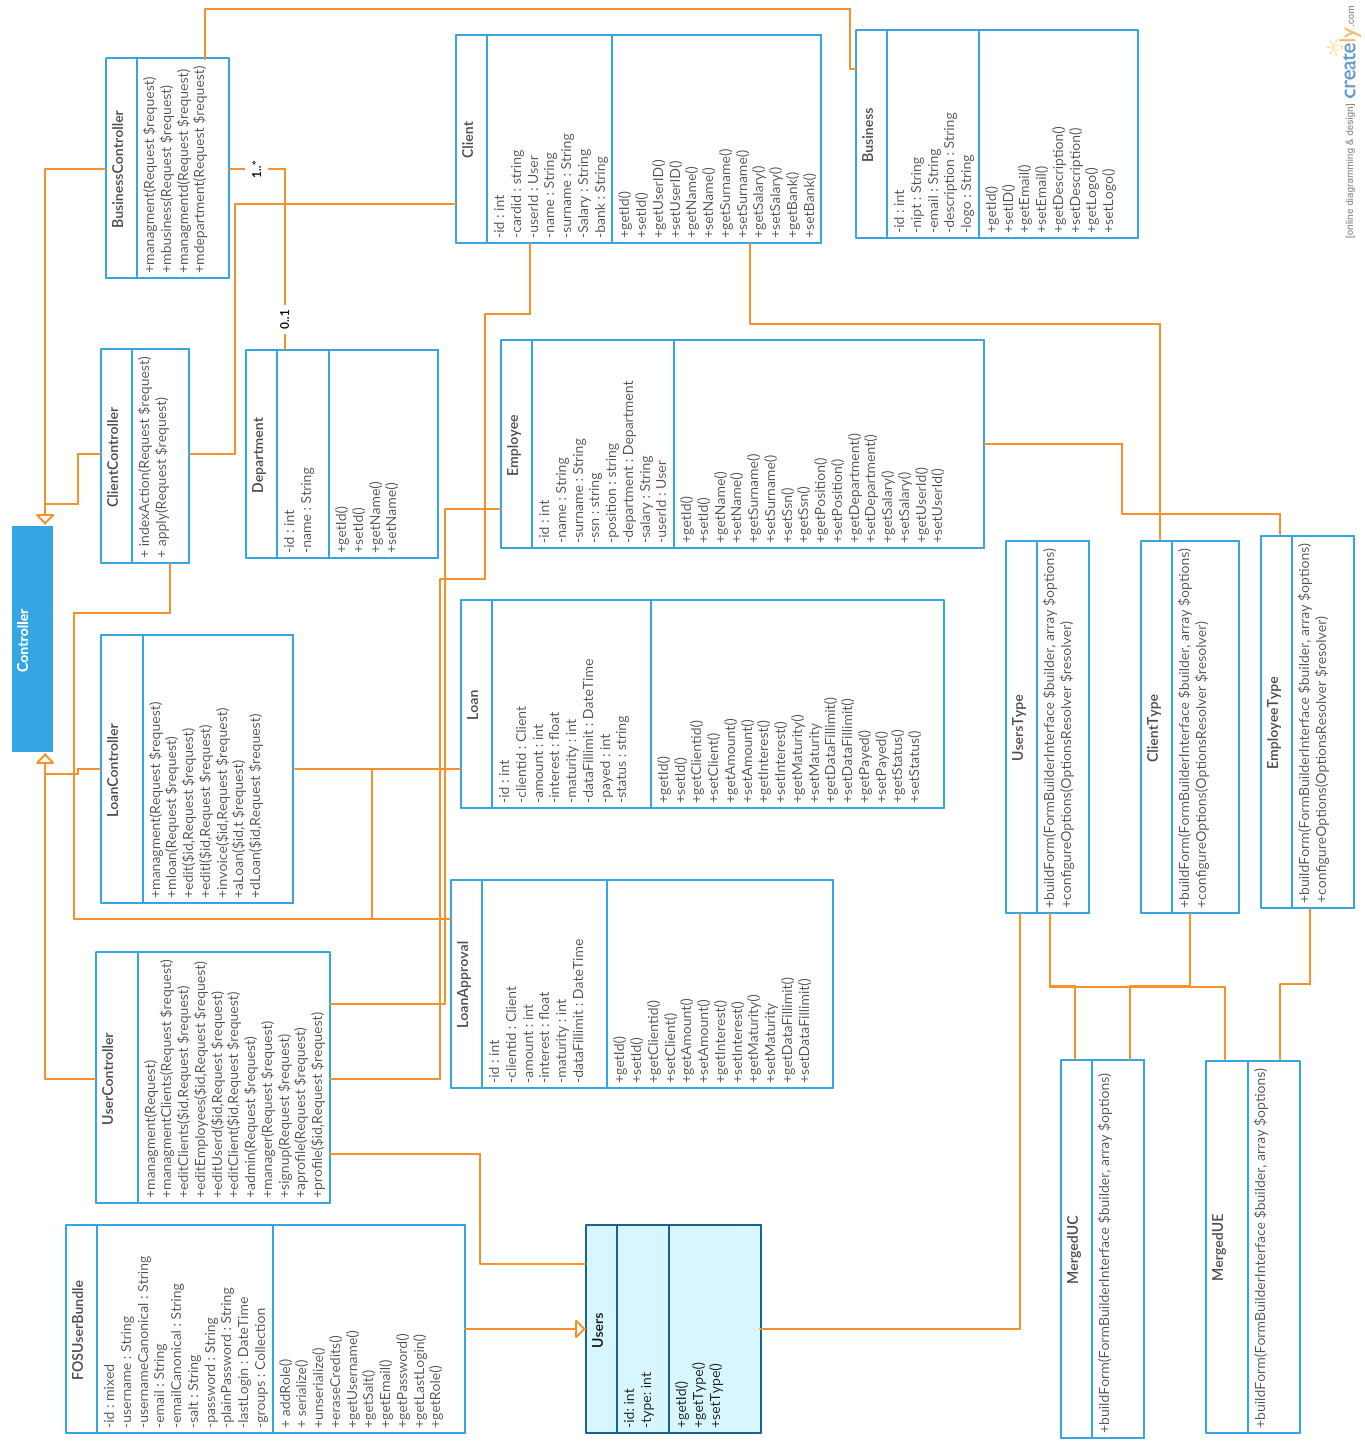 Controller
UserController
+managment(Request)
+managmentClients(Request $request)
+editClients($id,Request $request)
+editEmployees($id,Request $request)
+editUserd($id,Request $request)
+editClient($id,Request $request)
+admin(Request $request)
+manager(Request $request)
+signup(Request $request)
+aprofile(Request $request)
+profile($id,Request $request)
LoanController
+managment(Request $request)
+mloan(Request $request)
+edit($id,Request $request)
+editl($id,Request $request)
+invoice($id,Request $request)
+aLoan($id,t $request)
+dLoan($id,Request $request)
ClientController
+ indexAction(Request $request)
+ apply(Request $request)
BusinessController
+managment(Request $request)
+mbusiness(Request $request)
+managmentd(Request $request)
+mdepartment(Request $request)
1..*
0..1
FOSUserBundle
-id : mixed
-username : String
-usernameCanonical : String
-email : String
-emailCanonical : String
-salt : String
-password : String
-plainPassword : String
-lastLogin : DateTime
-groups : Collection
+ addRole()
+ serialize()
+unserialize()
+eraseCredits()
+getUsername()
+getSalt()
+getEmail()
+getPassword()
+getLastLogin()
+getRole()
Department
-id : int
-name : String
+getId()
+setId()
+getName()
+setName()
LoanApproval
-id : int
-clientid : Client
-amount : int
-interest : float
-maturity : int
-dataFillimit : DateTime
+getId()
+setId()
+getClientid()
+setClient()
+getAmount()
+setAmount()
+getInterest()
+setInterest()
+getMaturity()
+setMaturity
+getDataFillimit()
+setDataFillimit()
Loan
-id : int
-clientid : Client
-amount : int
-interest : float
-maturity : int
-dataFillimit : DateTime
-payed : int
-status : string
+getId()
+setId()
+getClientid()
+setClient()
+getAmount()
+setAmount()
+getInterest()
+setInterest()
+getMaturity()
+setMaturity
+getDataFillimit()
+setDataFillimit()
+getPayed()
+setPayed()
+getStatus()
+setStatus()
Client
-id : int
-cardid : string
-userId : User
-name : String
-surname : String
-Salary : String
-bank : String
+getId()
+setId()
+getUserID()
+setUserID()
+getName()
+setName()
+getSurname()
+setSurname()
+getSalary()
+setSalary()
+getBank()
+setBank()
Employee
-id : int
-name : String
-surname : String
-ssn : string
-position : string
-department : Department
-salary : String
-userId : User
+getId()
+setId()
+getName()
+setName()
+getSurname()
+setSurname()
+setSsn()
+getSsn()
+getPosition()
+setPosition()
+getDepartment()
+setDepartment()
+getSalary()
+setSalary()
+getUserId()
+setUserId()
Users
-id: int
-type: int
+getId()
+getType()
+setType()
Business
-id : int
-nipt : String
-email : String
-description : String
-logo : String
+getId()
+setID()
+getEmail()
+setEmail()
+getDescription()
+setDescription()
+getLogo()
+setLogo()
UsersType
+buildForm(FormBuilderInterface $builder, array $options)
+configureOptions(OptionsResolver $resolver)
ClientType
+buildForm(FormBuilderInterface $builder, array $options)
+configureOptions(OptionsResolver $resolver)
EmployeeType
+buildForm(FormBuilderInterface $builder, array $options)
+configureOptions(OptionsResolver $resolver)
MergedUC
+buildForm(FormBuilderInterface $builder, array $options)
MergedUE
+buildForm(FormBuilderInterface $builder, array $options)
[online diagramming & design] creately.com